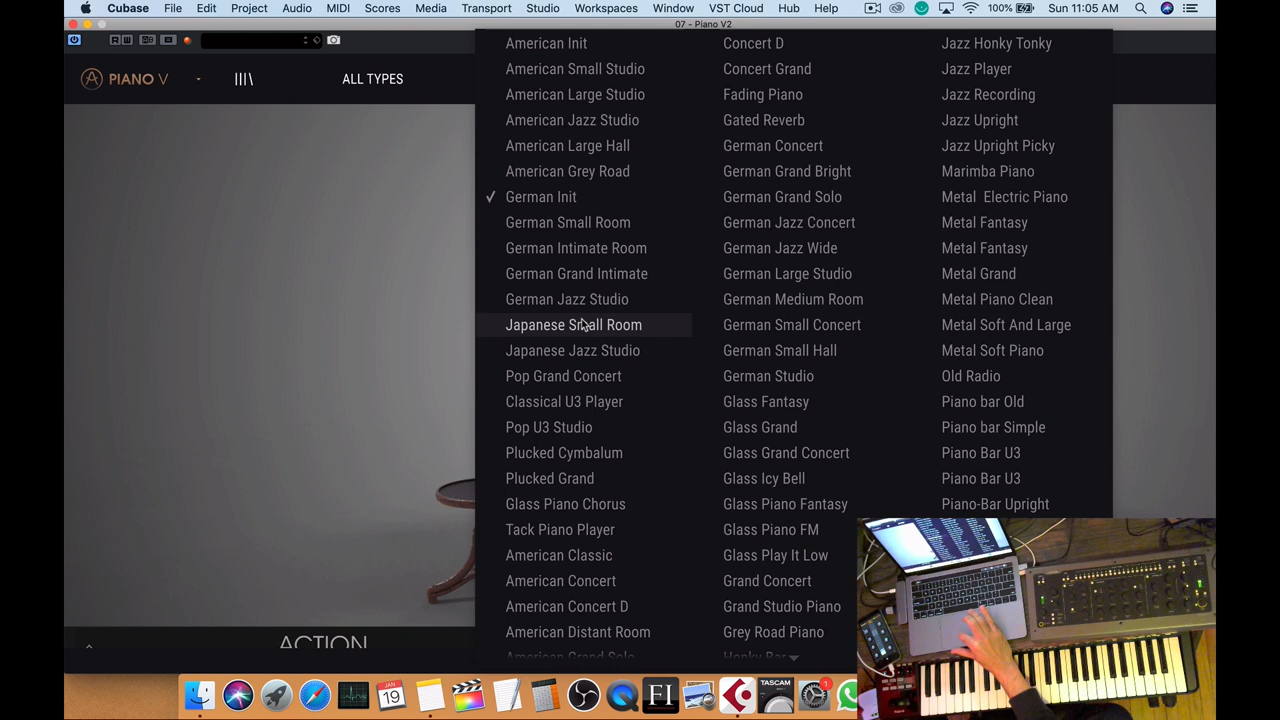 Cubase File Edit Project Audio MIDI Scores Media Transport Studio Workspaces Window VST Cloud Hub Help 100% Sun 11:05 AM
07 - Piano V2
R W
PIANO V
ALL TYPES
American Init
American Small Studio
American Large Studio
American Jazz Studio
American Large Hall
American Grey Road
✓ German Init
German Small Room
German Intimate Room
German Grand Intimate
German Jazz Studio
Japanese Small Room
Japanese Jazz Studio
Pop Grand Concert
Classical U3 Player
Pop U3 Studio
Plucked Cymbalum
Plucked Grand
Glass Piano Chorus
Tack Piano Player
American Classic
American Concert
American Concert D
American Distant Room
American Grand Solo
Concert D
Concert Grand
Fading Piano
Gated Reverb
German Concert
German Grand Bright
German Grand Solo
German Jazz Concert
German Jazz Wide
German Large Studio
German Medium Room
German Small Concert
German Small Hall
German Studio
Glass Fantasy
Glass Grand
Glass Grand Concert
Glass Icy Bell
Glass Piano Fantasy
Glass Piano FM
Glass Play It Low
Grand Concert
Grand Studio Piano
Grey Road Piano
Honky Bar
Jazz Honky Tonky
Jazz Player
Jazz Recording
Jazz Upright
Jazz Upright Picky
Marimba Piano
Metal Electric Piano
Metal Fantasy
Metal Fantasy
Metal Grand
Metal Piano Clean
Metal Soft And Large
Metal Soft Piano
Old Radio
Piano bar Old
Piano bar Simple
Piano Bar U3
Piano Bar U3
Piano-Bar Upright
ACTION
JAN
19
FI
TASCAM
1